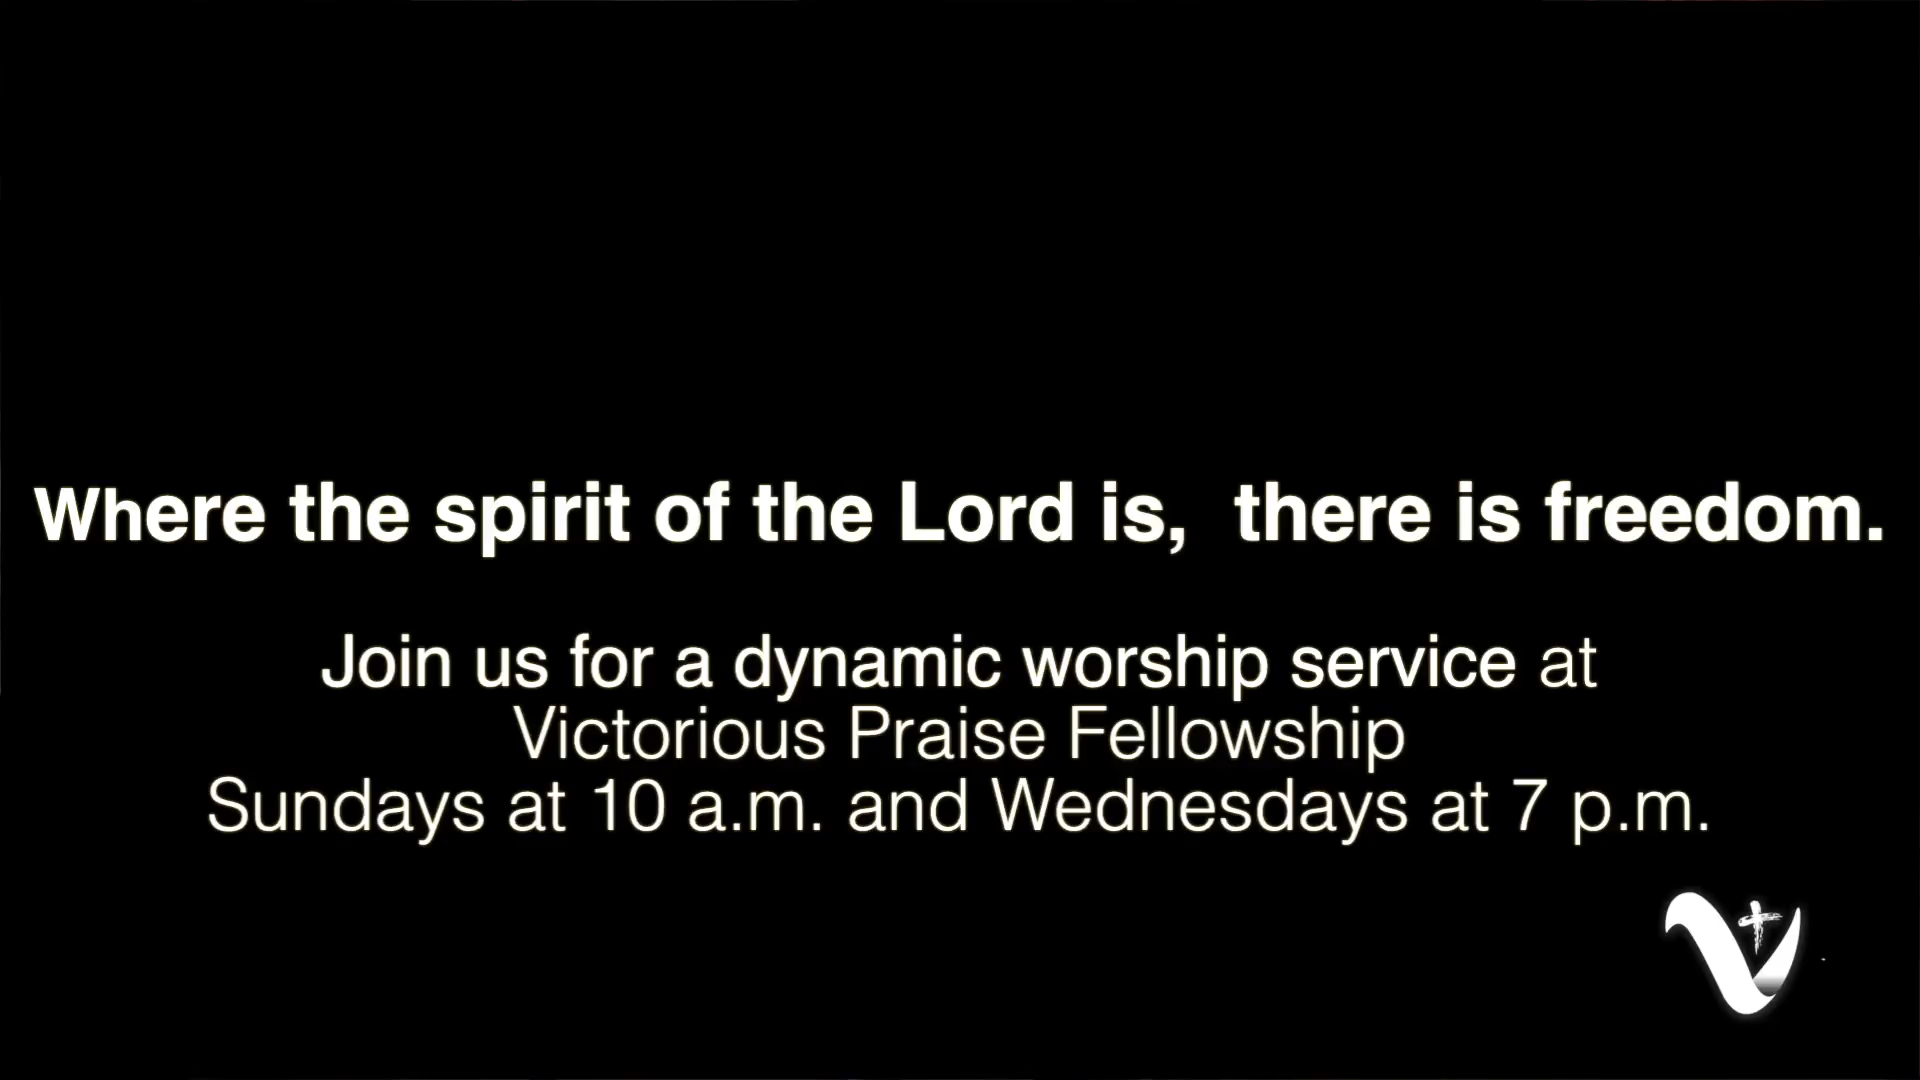 Where the spirit of the Lord is,  there is freedom.
Join us for a dynamic worship service at
Victorious Praise Fellowship
Sundays at 10 a.m. and Wednesdays at 7 p.m.